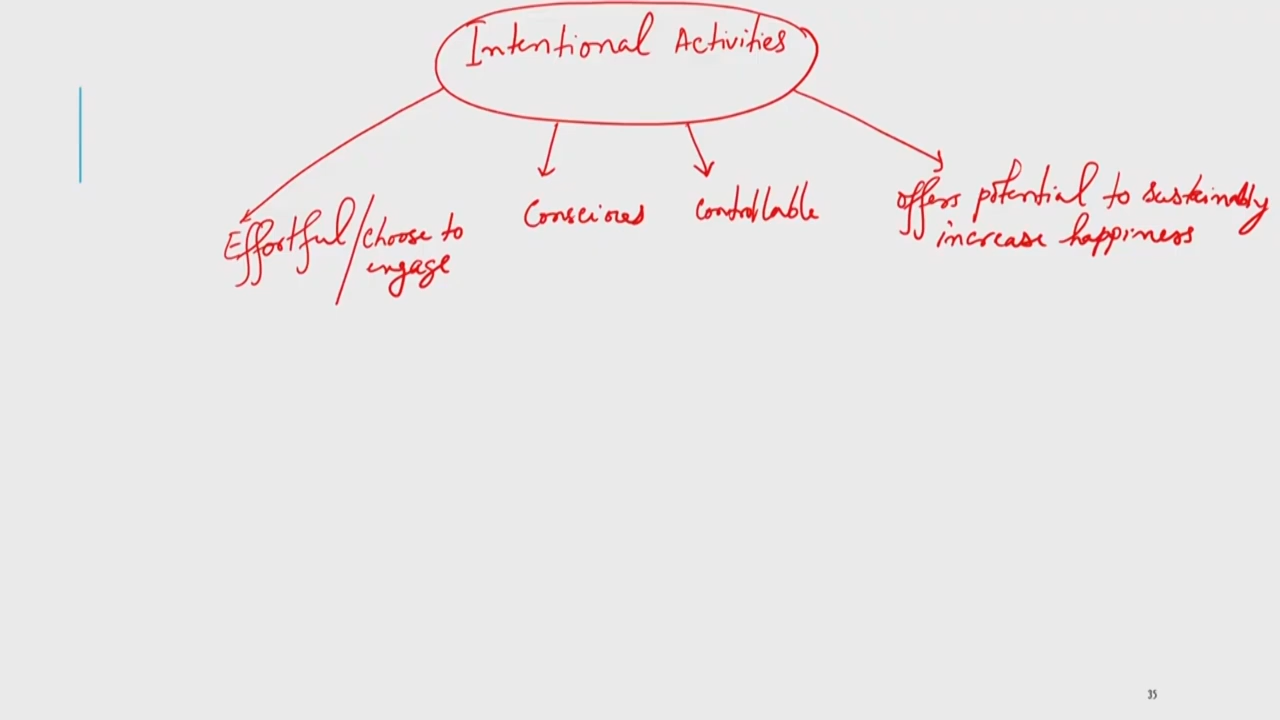 Intentional Activities
Effortful/choose to
engage
Conscious
Controllable
offers potential to sustainably
increase happiness
35